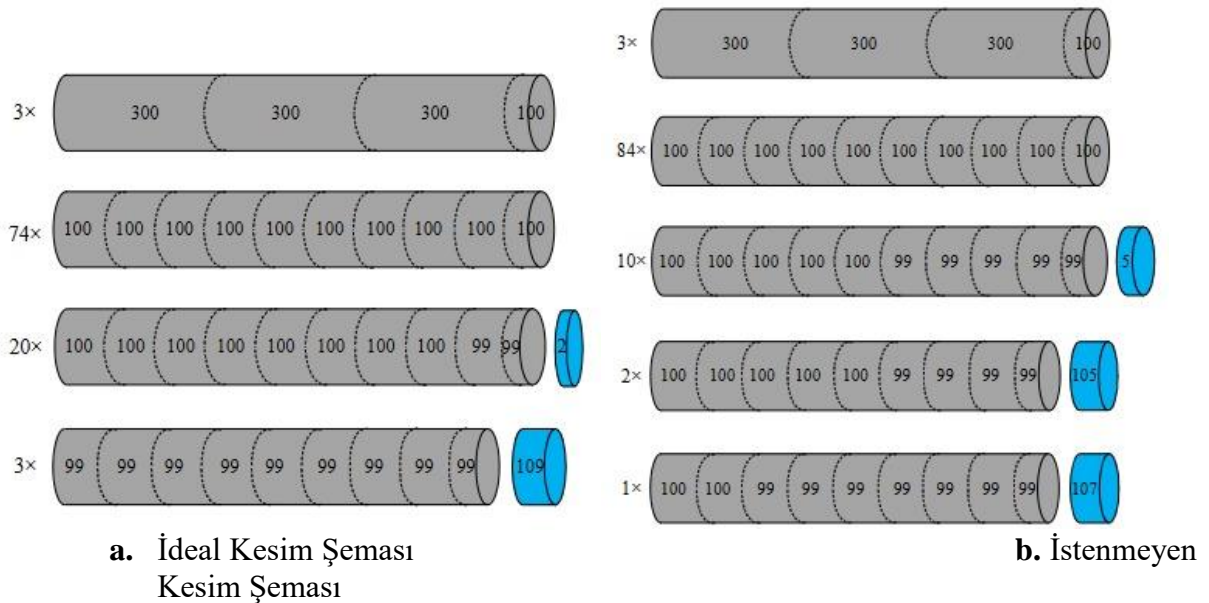 3× 300 300 300 100
74× 100 100 100 100 100 100 100 100 100 100
20× 100 100 100 100 100 100 100 100 99 99 2
3× 99 99 99 99 99 99 99 99 99 109
a. İdeal Kesim Şeması
Kesim Şeması
3× 300 300 300 100
84× 100 100 100 100 100 100 100 100 100 100
10× 100 100 100 100 100 99 99 99 99 99 5
2× 100 100 100 100 100 99 99 99 99 105
1× 100 100 99 99 99 99 99 99 99 107
b. İstenmeyen